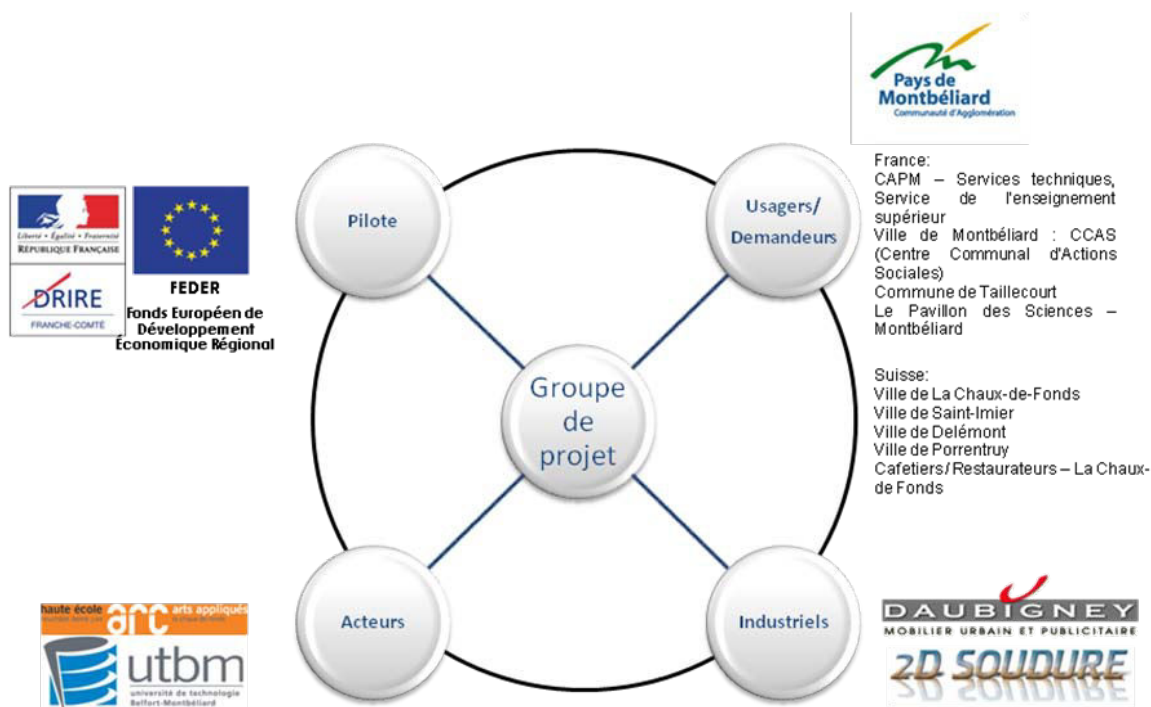 Pays de
Montbéliard
Communauté d'Agglomération
France:
CAPM – Services techniques,
Service de l'enseignement
supérieur
Ville de Montbéliard : CCAS
(Centre Communal d'Actions
Sociales)
Commune de Taillecourt
Le Pavillon des Sciences –
Montbéliard
Suisse:
Ville de La Chaux-de-Fonds
Ville de Saint-Imier
Ville de Delémont
Ville de Porrentruy
Cafetiers/Restaurateurs – La Chaux-
de Fonds
Pilote
Usagers/
Demandeurs
Liberté • Égalité • Fraternité
RÉPUBLIQUE FRANÇAISE
DRIRE
FRANCHE-COMTÉ
FEDER
Fonds Européen de
Développement
Économique Régional
Groupe
de
projet
Acteurs
Industriels
haute école
arc
arts appliqués
utbm
université de technologie
Belfort-Montbéliard
DAUBIGNEY
MOBILIER URBAIN ET PUBLICITAIRE
2D SOUDURE